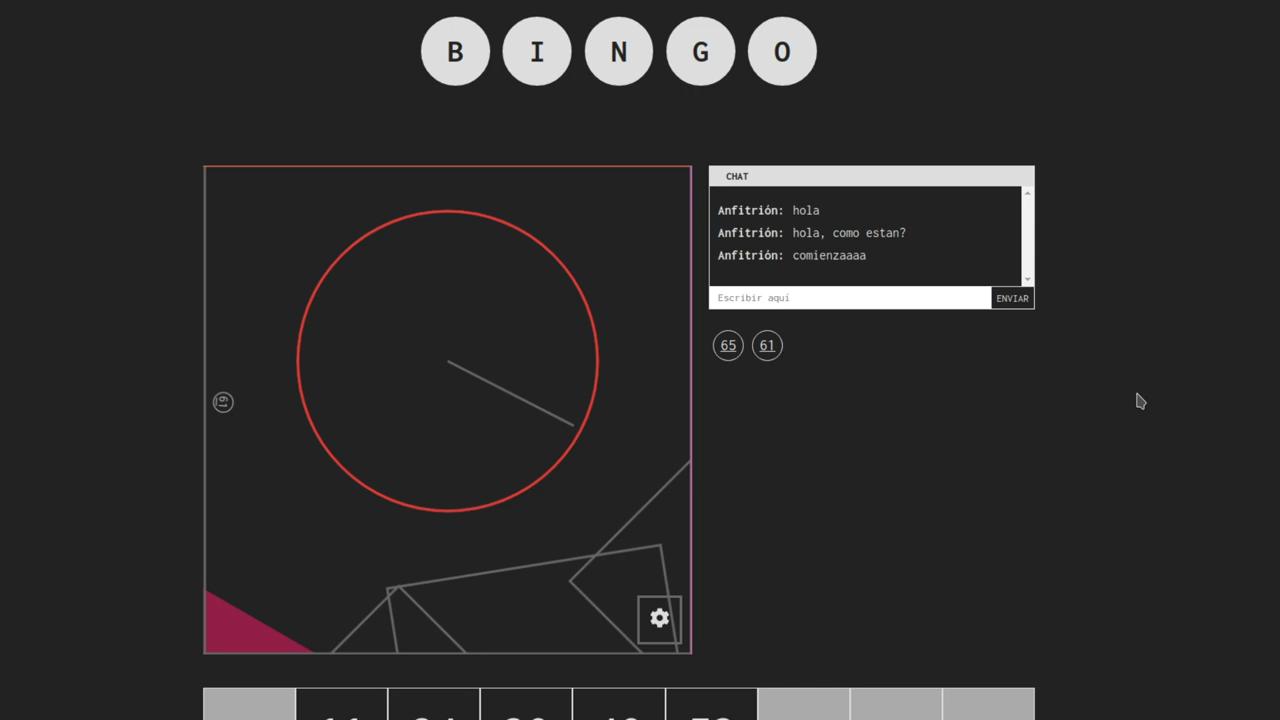 B I N G O
CHAT
Anfitrión: hola
Anfitrión: hola, como estan?
Anfitrión: comienzaaaa
Escribir aquí
ENVIAR
65 61
61